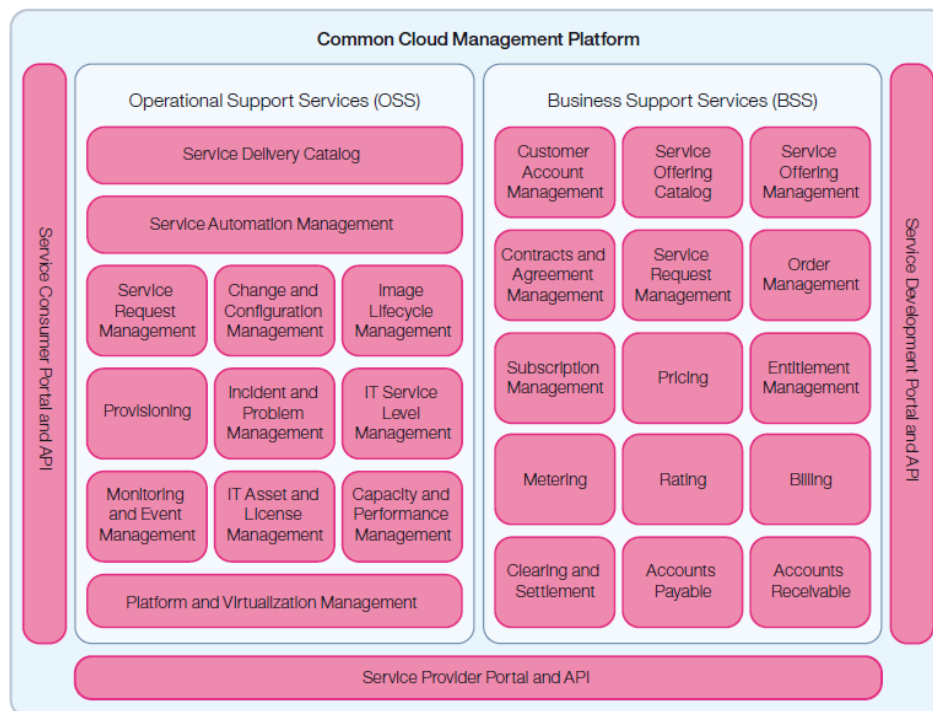 Common Cloud Management Platform
Service Consumer Portal and API
Operational Support Services (OSS)
Service Delivery Catalog
Service Automation Management
Service
Request
Management
Change and
Configuration
Management
Image
Lifecycle
Management
Provisioning
Incident and
Problem
Management
IT Service
Level
Management
Monitoring
and Event
Management
IT Asset and
License
Management
Capacity and
Performance
Management
Platform and Virtualization Management
Business Support Services (BSS)
Customer
Account
Management
Service
Offering
Catalog
Service
Offering
Management
Contracts and
Agreement
Management
Service
Request
Management
Order
Management
Subscription
Management
Pricing
Entitlement
Management
Metering
Rating
Billing
Clearing and
Settlement
Accounts
Payable
Accounts
Receivable
Service Development Portal and API
Service Provider Portal and API